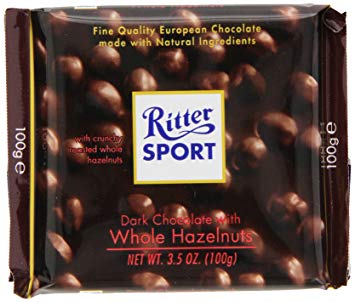 Fine Quality European Chocolate
made with Natural Ingredients
Ritter
SPORT
with crunchy
roasted whole
hazelnuts
100g e
100g e
Dark Chocolate with
Whole Hazelnuts
NET WT. 3.5 OZ. (100g)